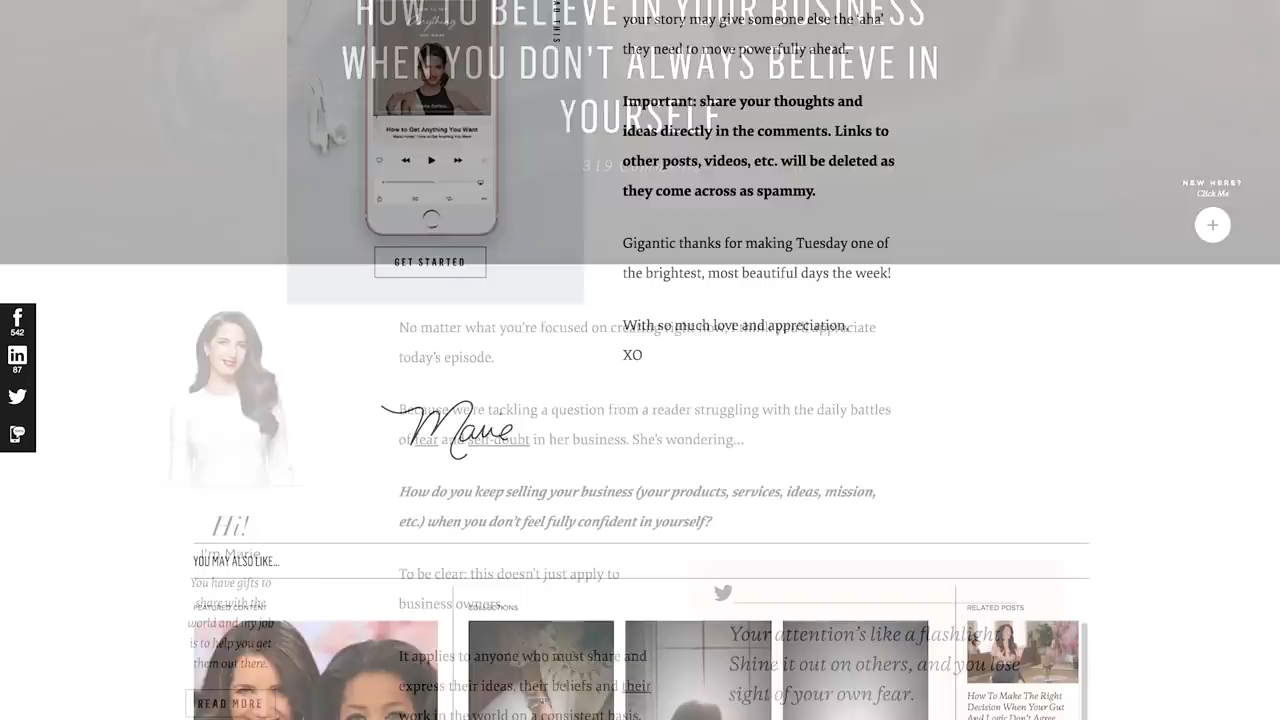 HOW TO BELIEVE IN YOUR BUSINESS
WHEN YOU DON'T ALWAYS BELIEVE IN
YOURSELF
319 Comments
Anything
How to Get Anything You Want
GET STARTED
your story may give someone else the 'aha'
they need to move powerfully ahead.
Important: share your thoughts and
ideas directly in the comments. Links to
other posts, videos, etc. will be deleted as
they come across as spammy.
Gigantic thanks for making Tuesday one of
the brightest, most beautiful days the week!
With so much love and appreciation,
XO
Marie
NEW HERE?
Click Me
+
542
87
No matter what you're focused on creating right now, I think you'll appreciate
today's episode.
Because we're tackling a question from a reader struggling with the daily battles
of fear and self-doubt in her business. She's wondering...
How do you keep selling your business (your products, services, ideas, mission,
etc.) when you don't feel fully confident in yourself?
To be clear: this doesn't just apply to
business owners.
It applies to anyone who must share and
express their ideas, their beliefs and their
work in the world on a consistent basis.
Hi!
I'm Marie
You have gifts to
share with the
world and my job
is to help you get
them out there.
READ MORE
YOU MAY ALSO LIKE...
FEATURED CONTENT
COLLECTIONS
RELATED POSTS
Your attention's like a flashlight.
Shine it out on others, and you lose
sight of your own fear.
How To Make The Right
Decision When Your Gut
And Logic Don't Agree